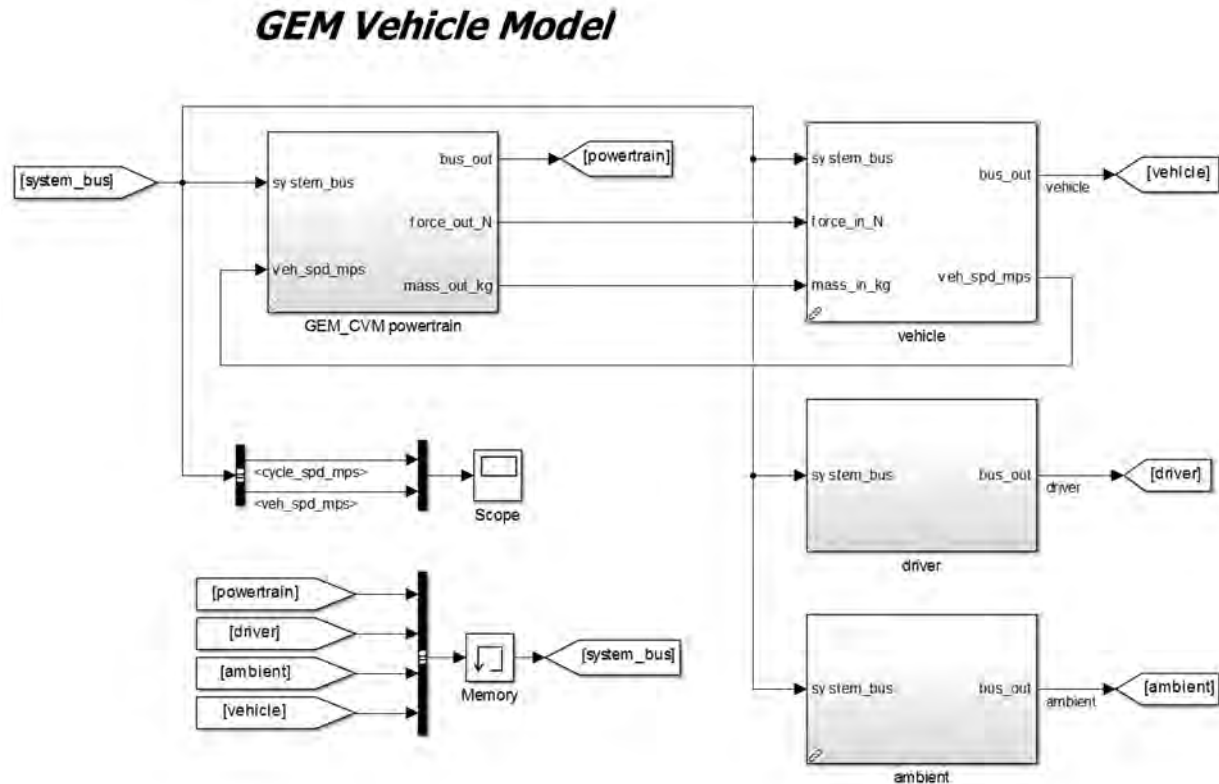 GEM Vehicle Model
[system_bus]
system_bus
veh_spd_mps
bus_out
force_out_N
mass_out_kg
GEM_CVM powertrain
[powertrain]
system_bus
force_in_N
mass_in_kg
bus_out
veh_spd_mps
vehicle
vehicle
[vehicle]
<cycle_spd_mps>
<veh_spd_mps>
Scope
system_bus
bus_out
driver
driver
[driver]
[powertrain]
[driver]
[ambient]
[vehicle]
Memory
[system_bus]
system_bus
bus_out
ambient
ambient
[ambient]